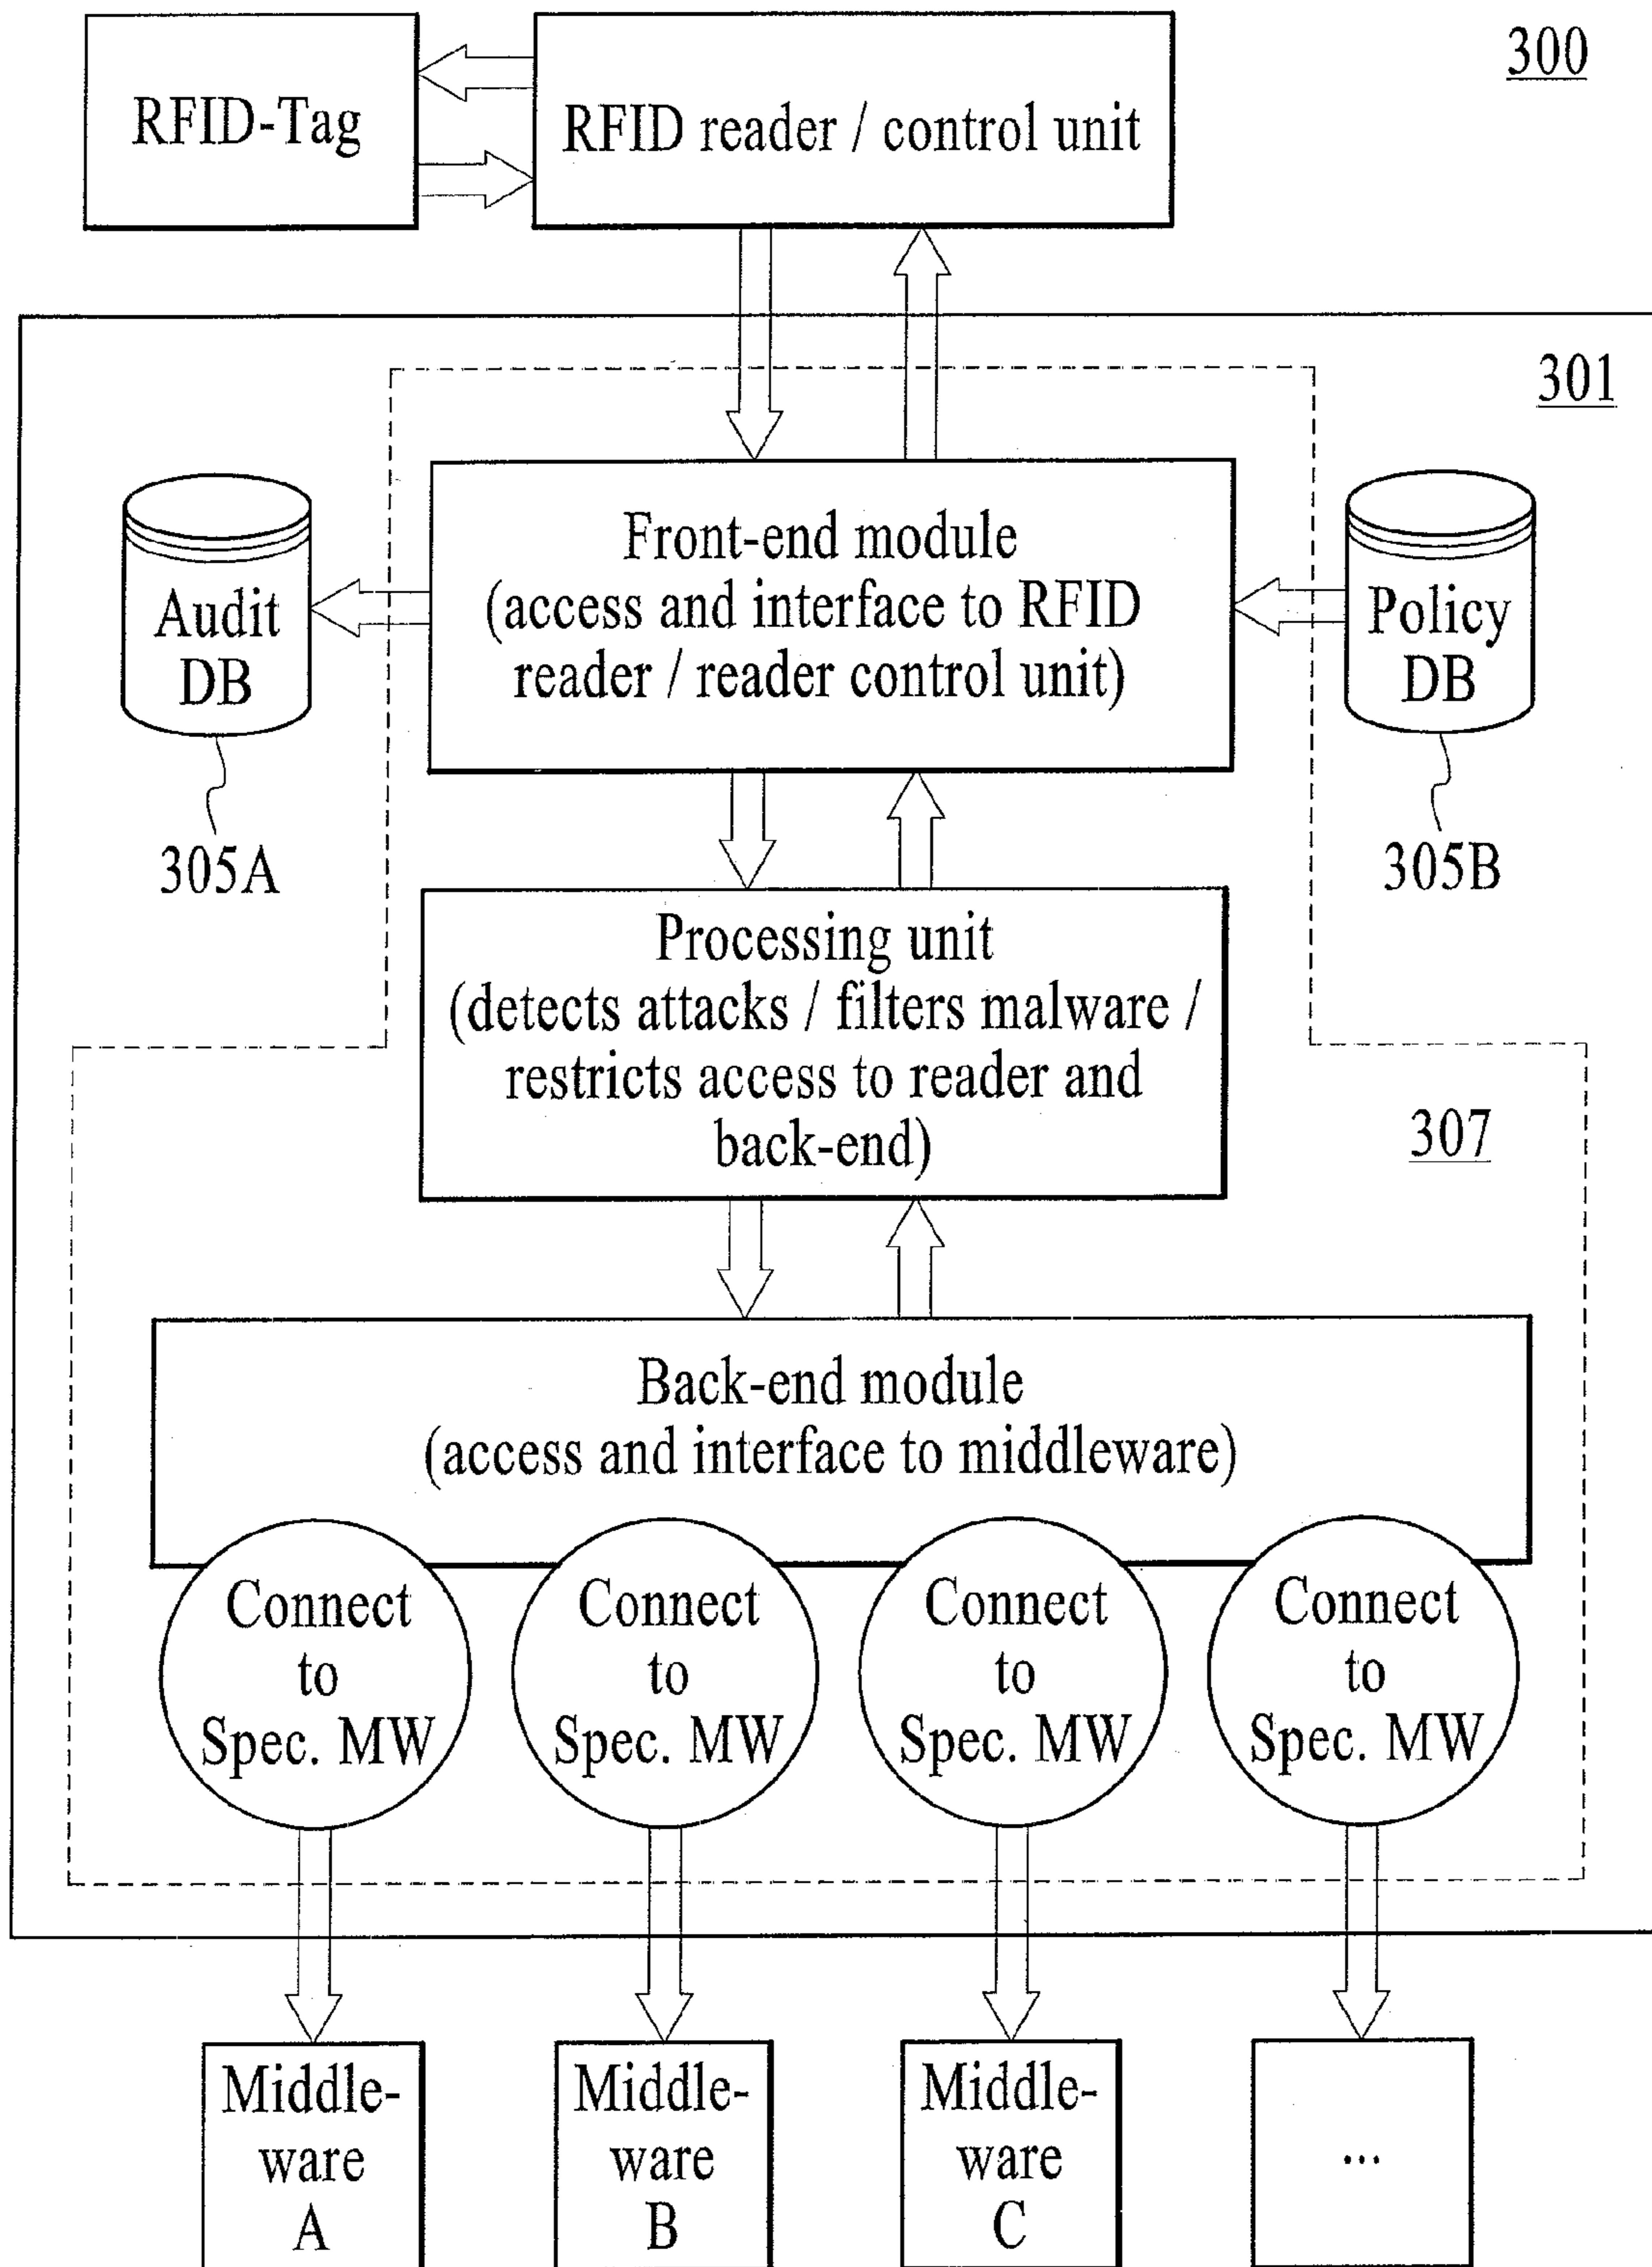 300
RFID-Tag
RFID reader / control unit
301
Front-end module
(access and interface to RFID
reader / reader control unit)
Audit
DB
Policy
DB
305A
305B
Processing unit
(detects attacks / filters malware /
restricts access to reader and
back-end)
307
Back-end module
(access and interface to middleware)
Connect
to
Spec. MW
Connect
to
Spec. MW
Connect
to
Spec. MW
Connect
to
Spec. MW
Middle-
ware
A
Middle-
ware
B
Middle-
ware
C
...